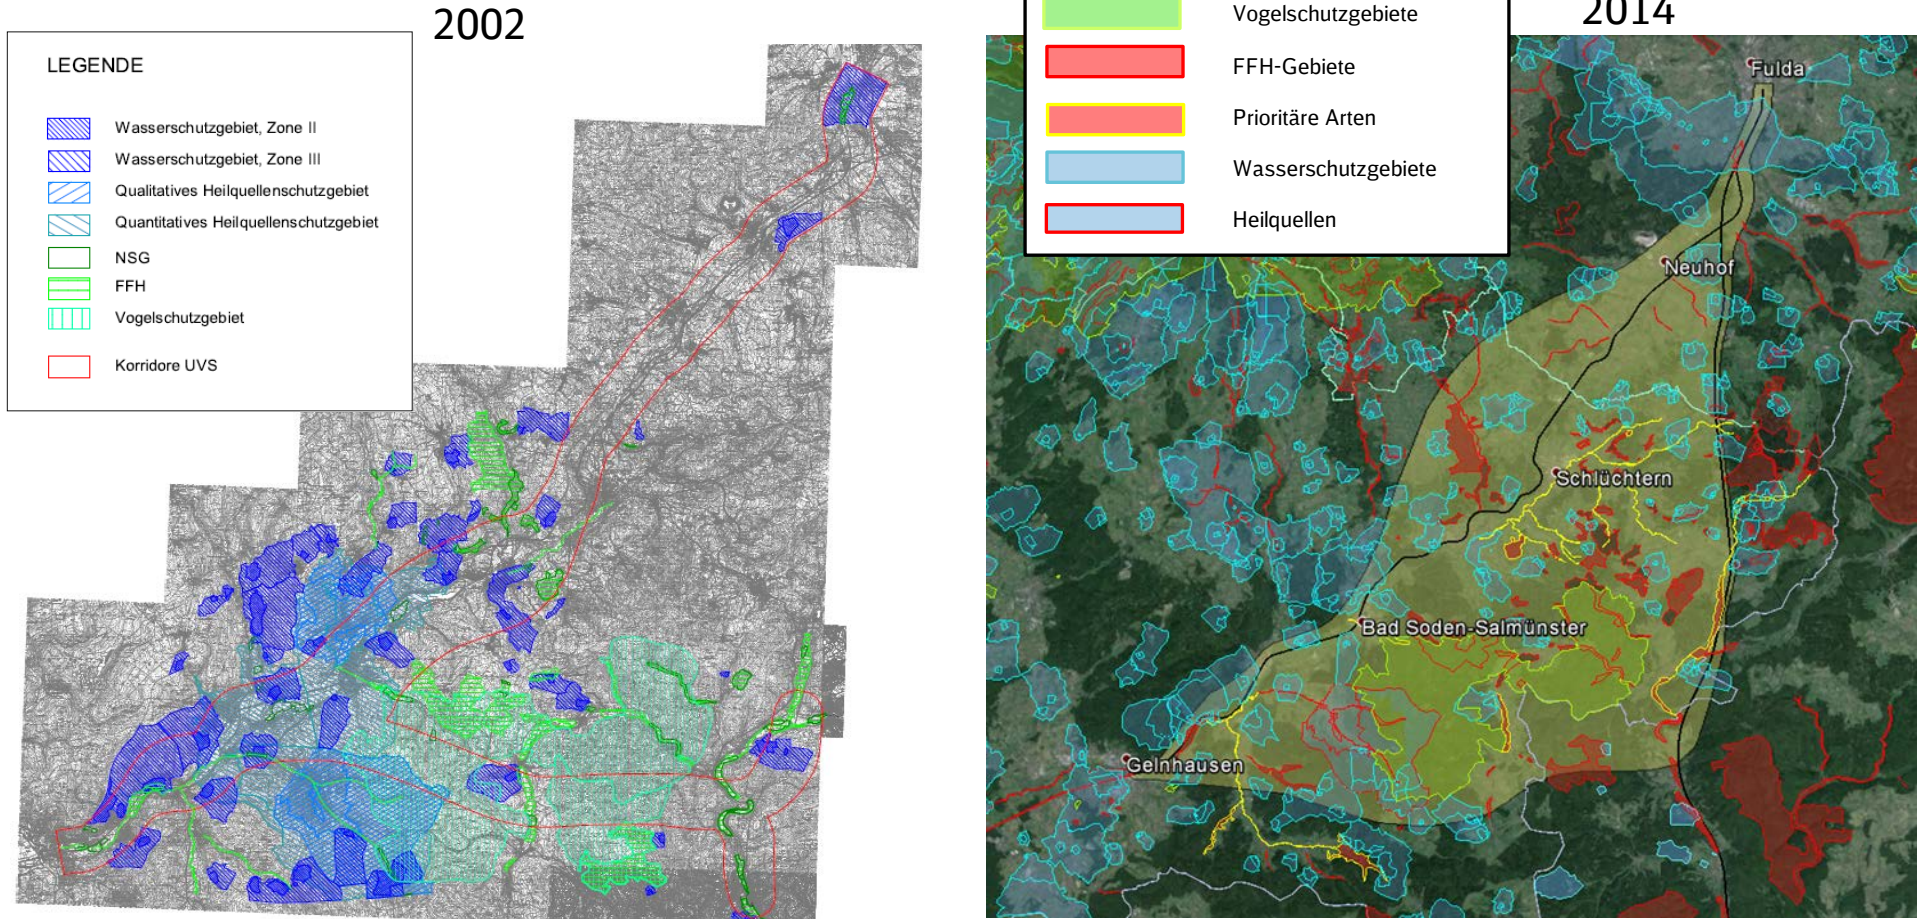 2002
LEGENDE
Wasserschutzgebiet, Zone II
Wasserschutzgebiet, Zone III
Qualitatives Heilquellenschutzgebiet
Quantitatives Heilquellenschutzgebiet
NSG
FFH
Vogelschutzgebiet
Korridore UVS
2014
Vogelschutzgebiete
FFH-Gebiete
Prioritäre Arten
Wasserschutzgebiete
Heilquellen
Fulda
Neuhof
Schlüchtern
Bad Soden-Salmünster
Gelnhausen